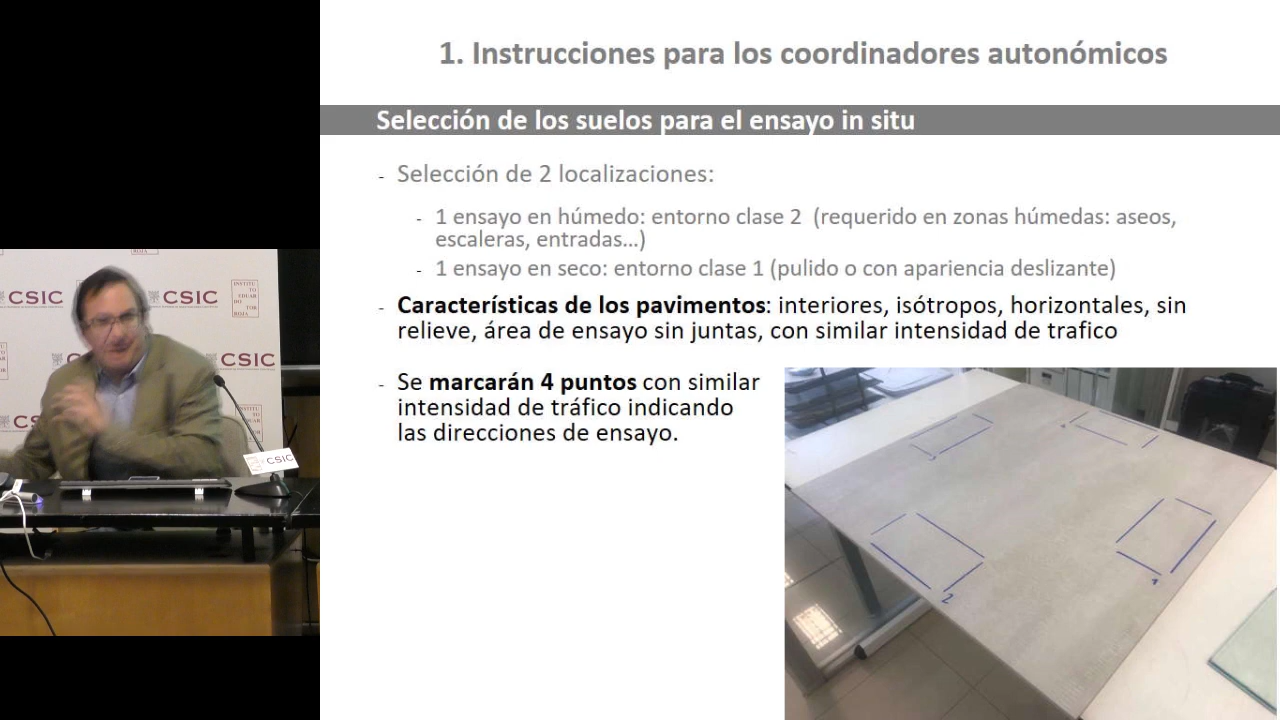 1. Instrucciones para los coordinadores autonómicos
Selección de los suelos para el ensayo in situ
- Selección de 2 localizaciones:
- 1 ensayo en húmedo: entorno clase 2 (requerido en zonas húmedas: aseos,
escaleras, entradas...)
- 1 ensayo en seco: entorno clase 1 (pulido o con apariencia deslizante)
- Características de los pavimentos: interiores, isótropos, horizontales, sin
relieve, área de ensayo sin juntas, con similar intensidad de trafico
- Se marcarán 4 puntos con similar
intensidad de tráfico indicando
las direcciones de ensayo.
CSIC
CSIC
CSIC
CSIC
2